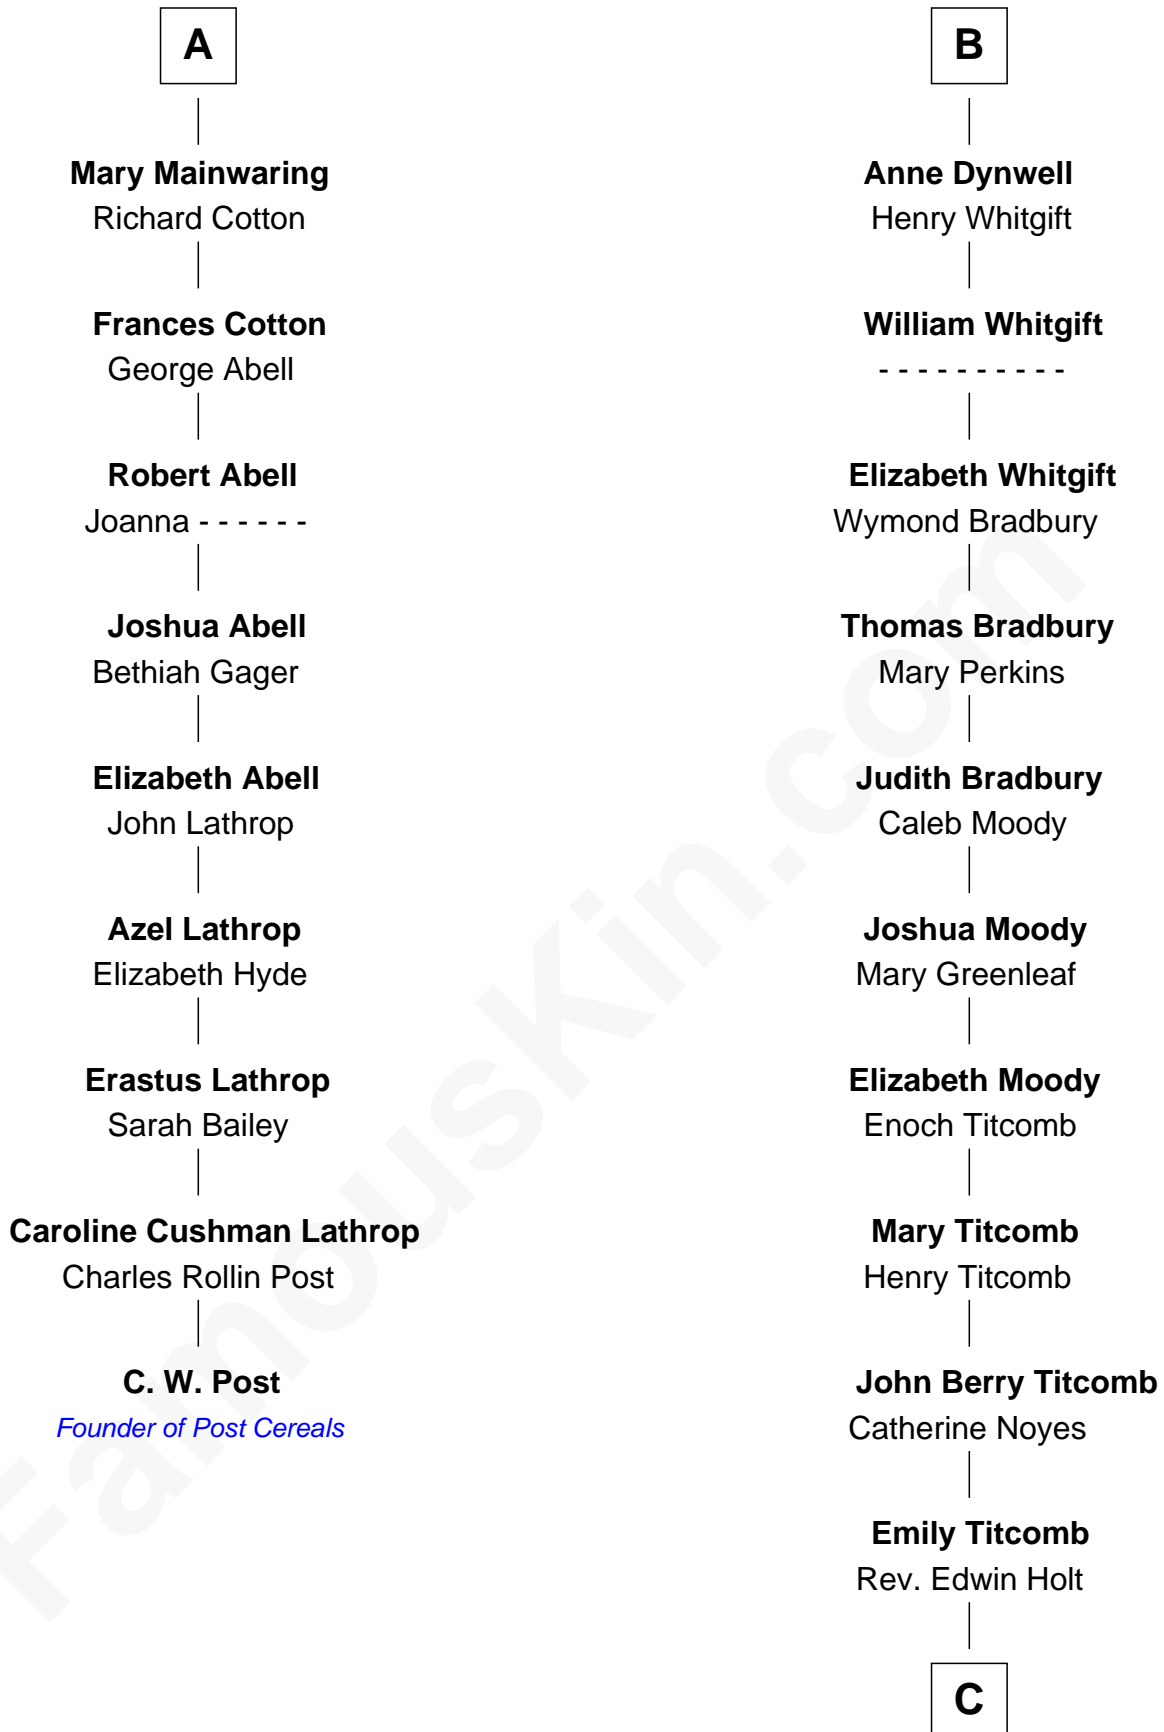 A
Mary Mainwaring
Richard Cotton
Frances Cotton
George Abell
Robert Abell
Joanna - - - - - -
Joshua Abell
Bethiah Gager
Elizabeth Abell
John Lathrop
Azel Lathrop
Elizabeth Hyde
Erastus Lathrop
Sarah Bailey
Caroline Cushman Lathrop
Charles Rollin Post
C. W. Post
Founder of Post Cereals
B
Anne Dynwell
Henry Whitgift
William Whitgift
- - - - - - - - - -
Elizabeth Whitgift
Wymond Bradbury
Thomas Bradbury
Mary Perkins
Judith Bradbury
Caleb Moody
Joshua Moody
Mary Greenleaf
Elizabeth Moody
Enoch Titcomb
Mary Titcomb
Henry Titcomb
John Berry Titcomb
Catherine Noyes
Emily Titcomb
Rev. Edwin Holt
C
FamousKin.com